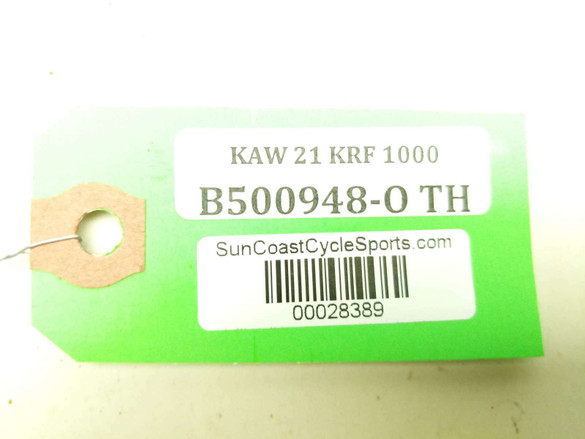 KAW 21 KRF 1000
B500948-O TH
SunCoastCycleSports.com
00028389